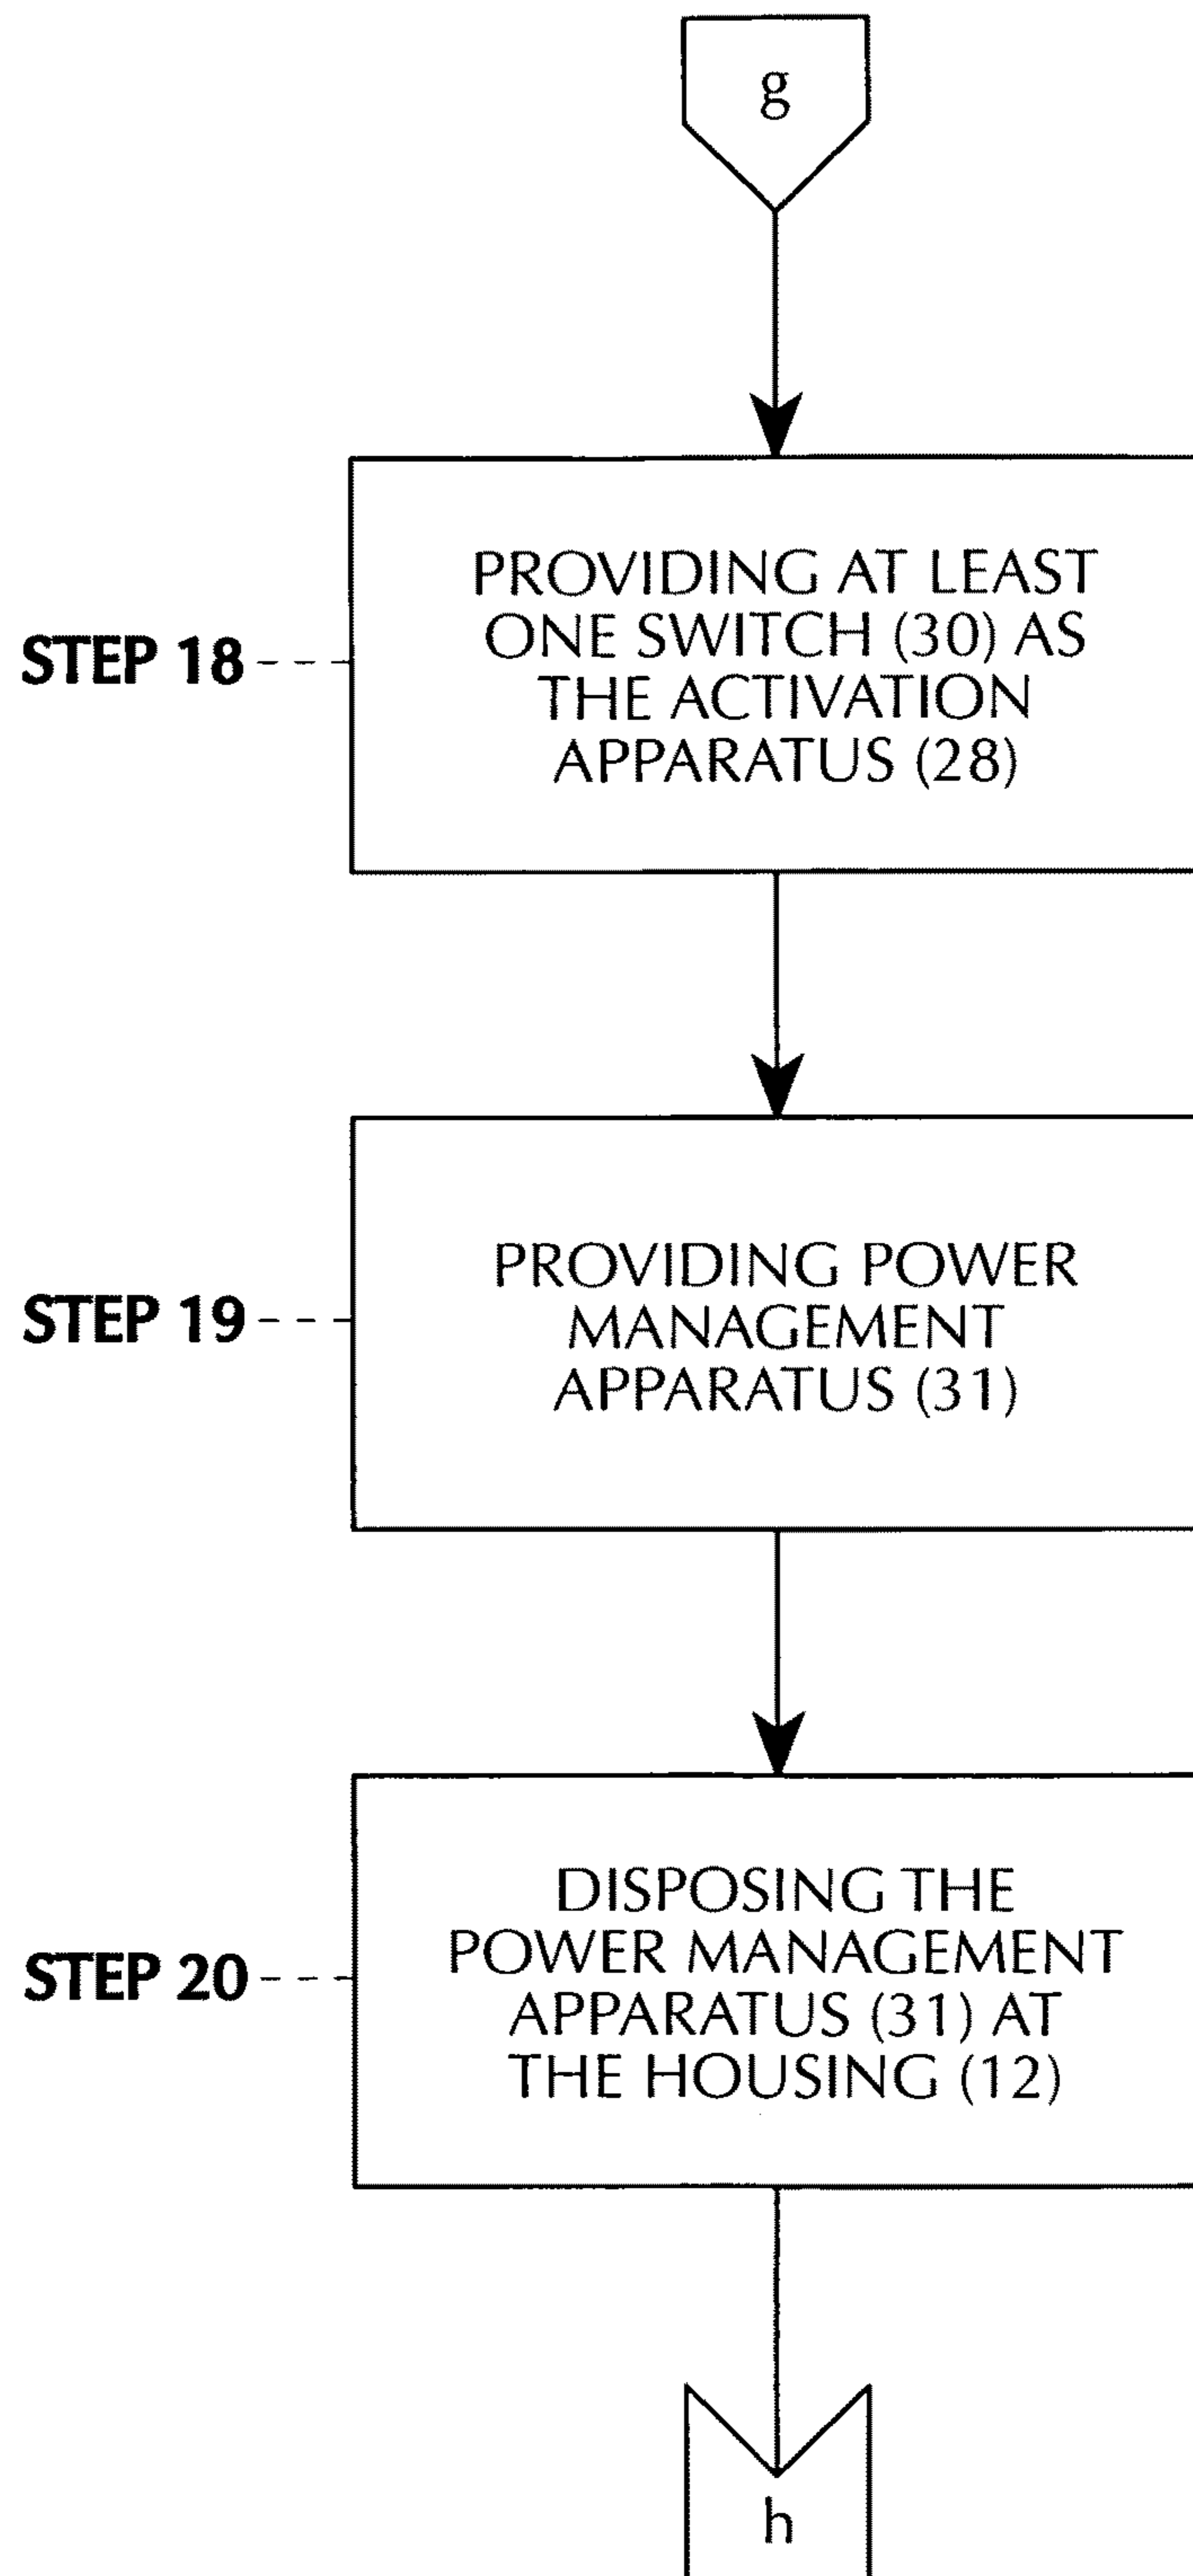 g
STEP 18
PROVIDING AT LEAST
ONE SWITCH (30) AS
THE ACTIVATION
APPARATUS (28)
STEP 19
PROVIDING POWER
MANAGEMENT
APPARATUS (31)
STEP 20
DISPOSING THE
POWER MANAGEMENT
APPARATUS (31) AT
THE HOUSING (12)
h